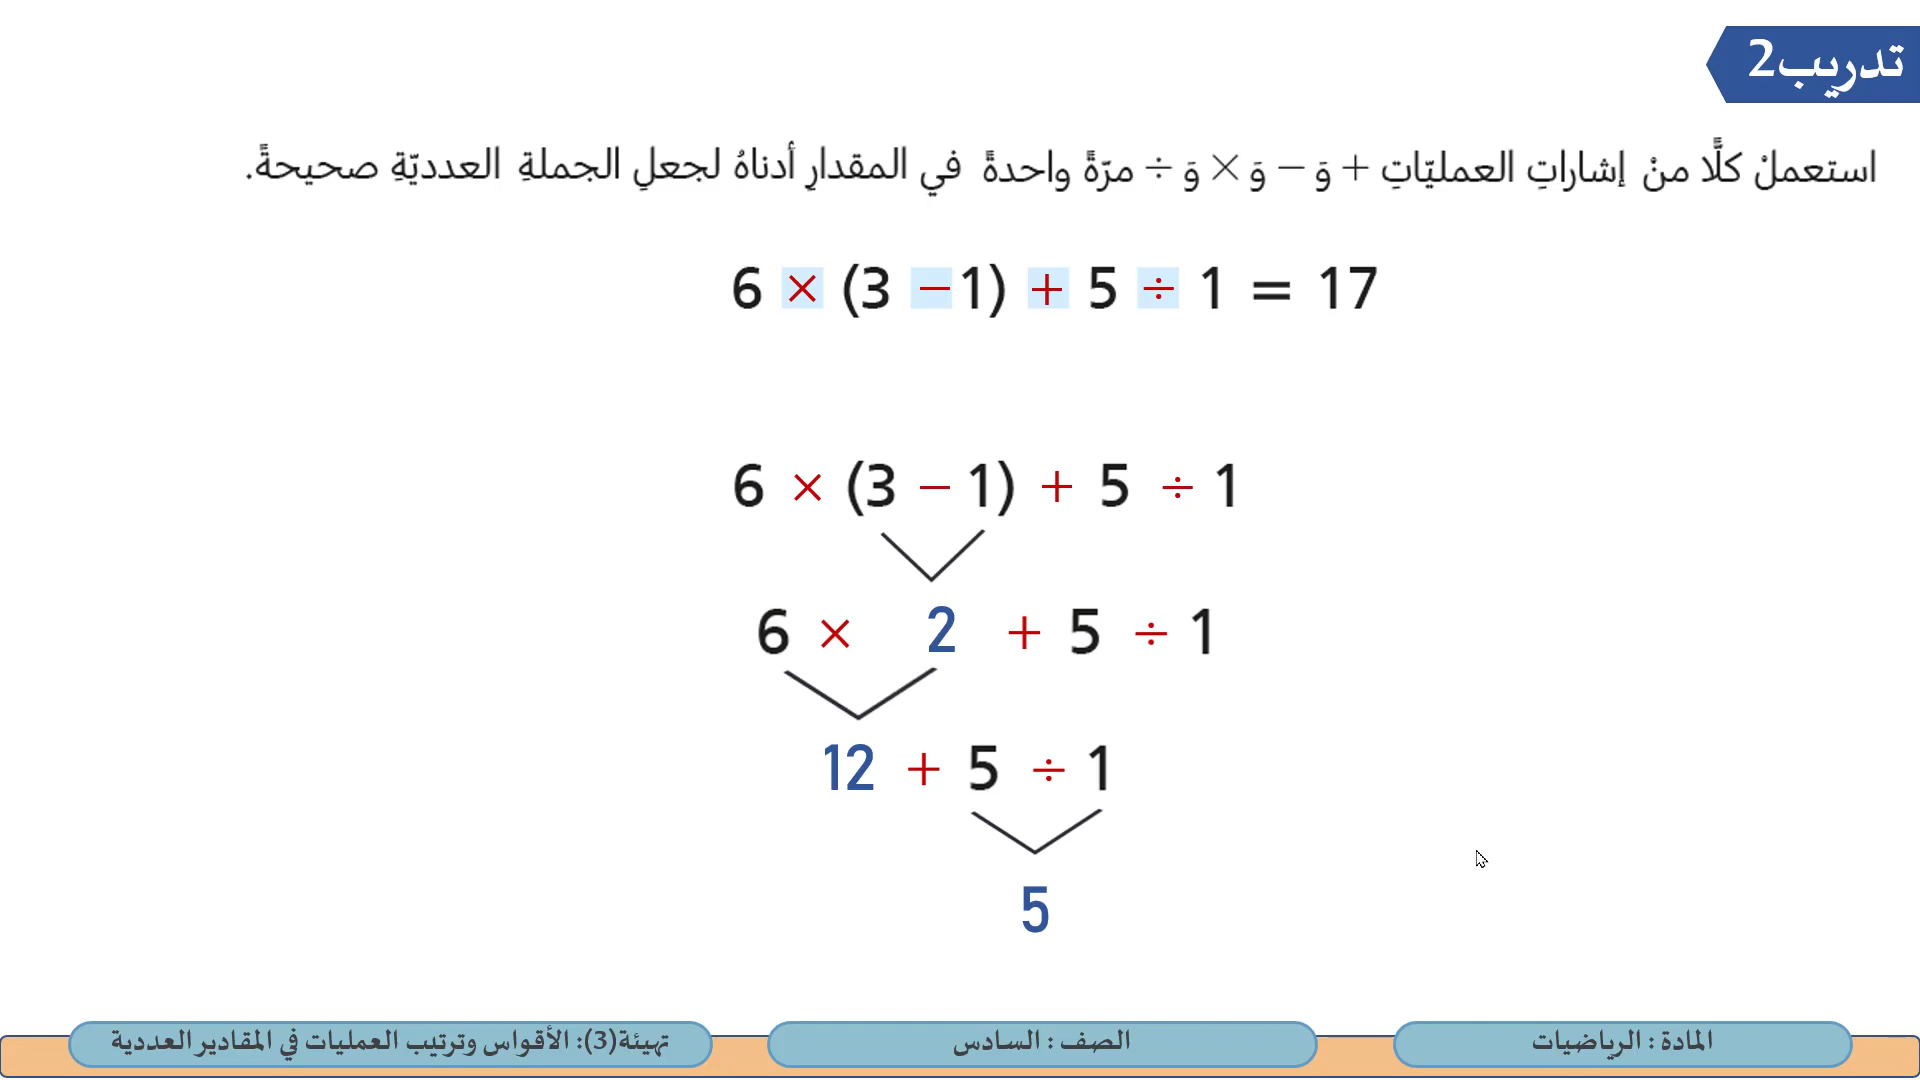 تدريب2
استعملْ كلًّا منْ إشاراتِ العمليّاتِ + وَ − وَ × وَ ÷ مرّةً واحدةً في المقدارِ أدناهُ لجعلِ الجملةِ العدديّةِ صحيحةً.
6 × (3 − 1) + 5 ÷ 1 = 17
6 × (3 − 1) + 5 ÷ 1
6 × 2 + 5 ÷ 1
12 + 5 ÷ 1
5
المادة : الرياضيات
الصف : السادس
تهيئة(3): الأقواس وترتيب العمليات في المقادير العددية